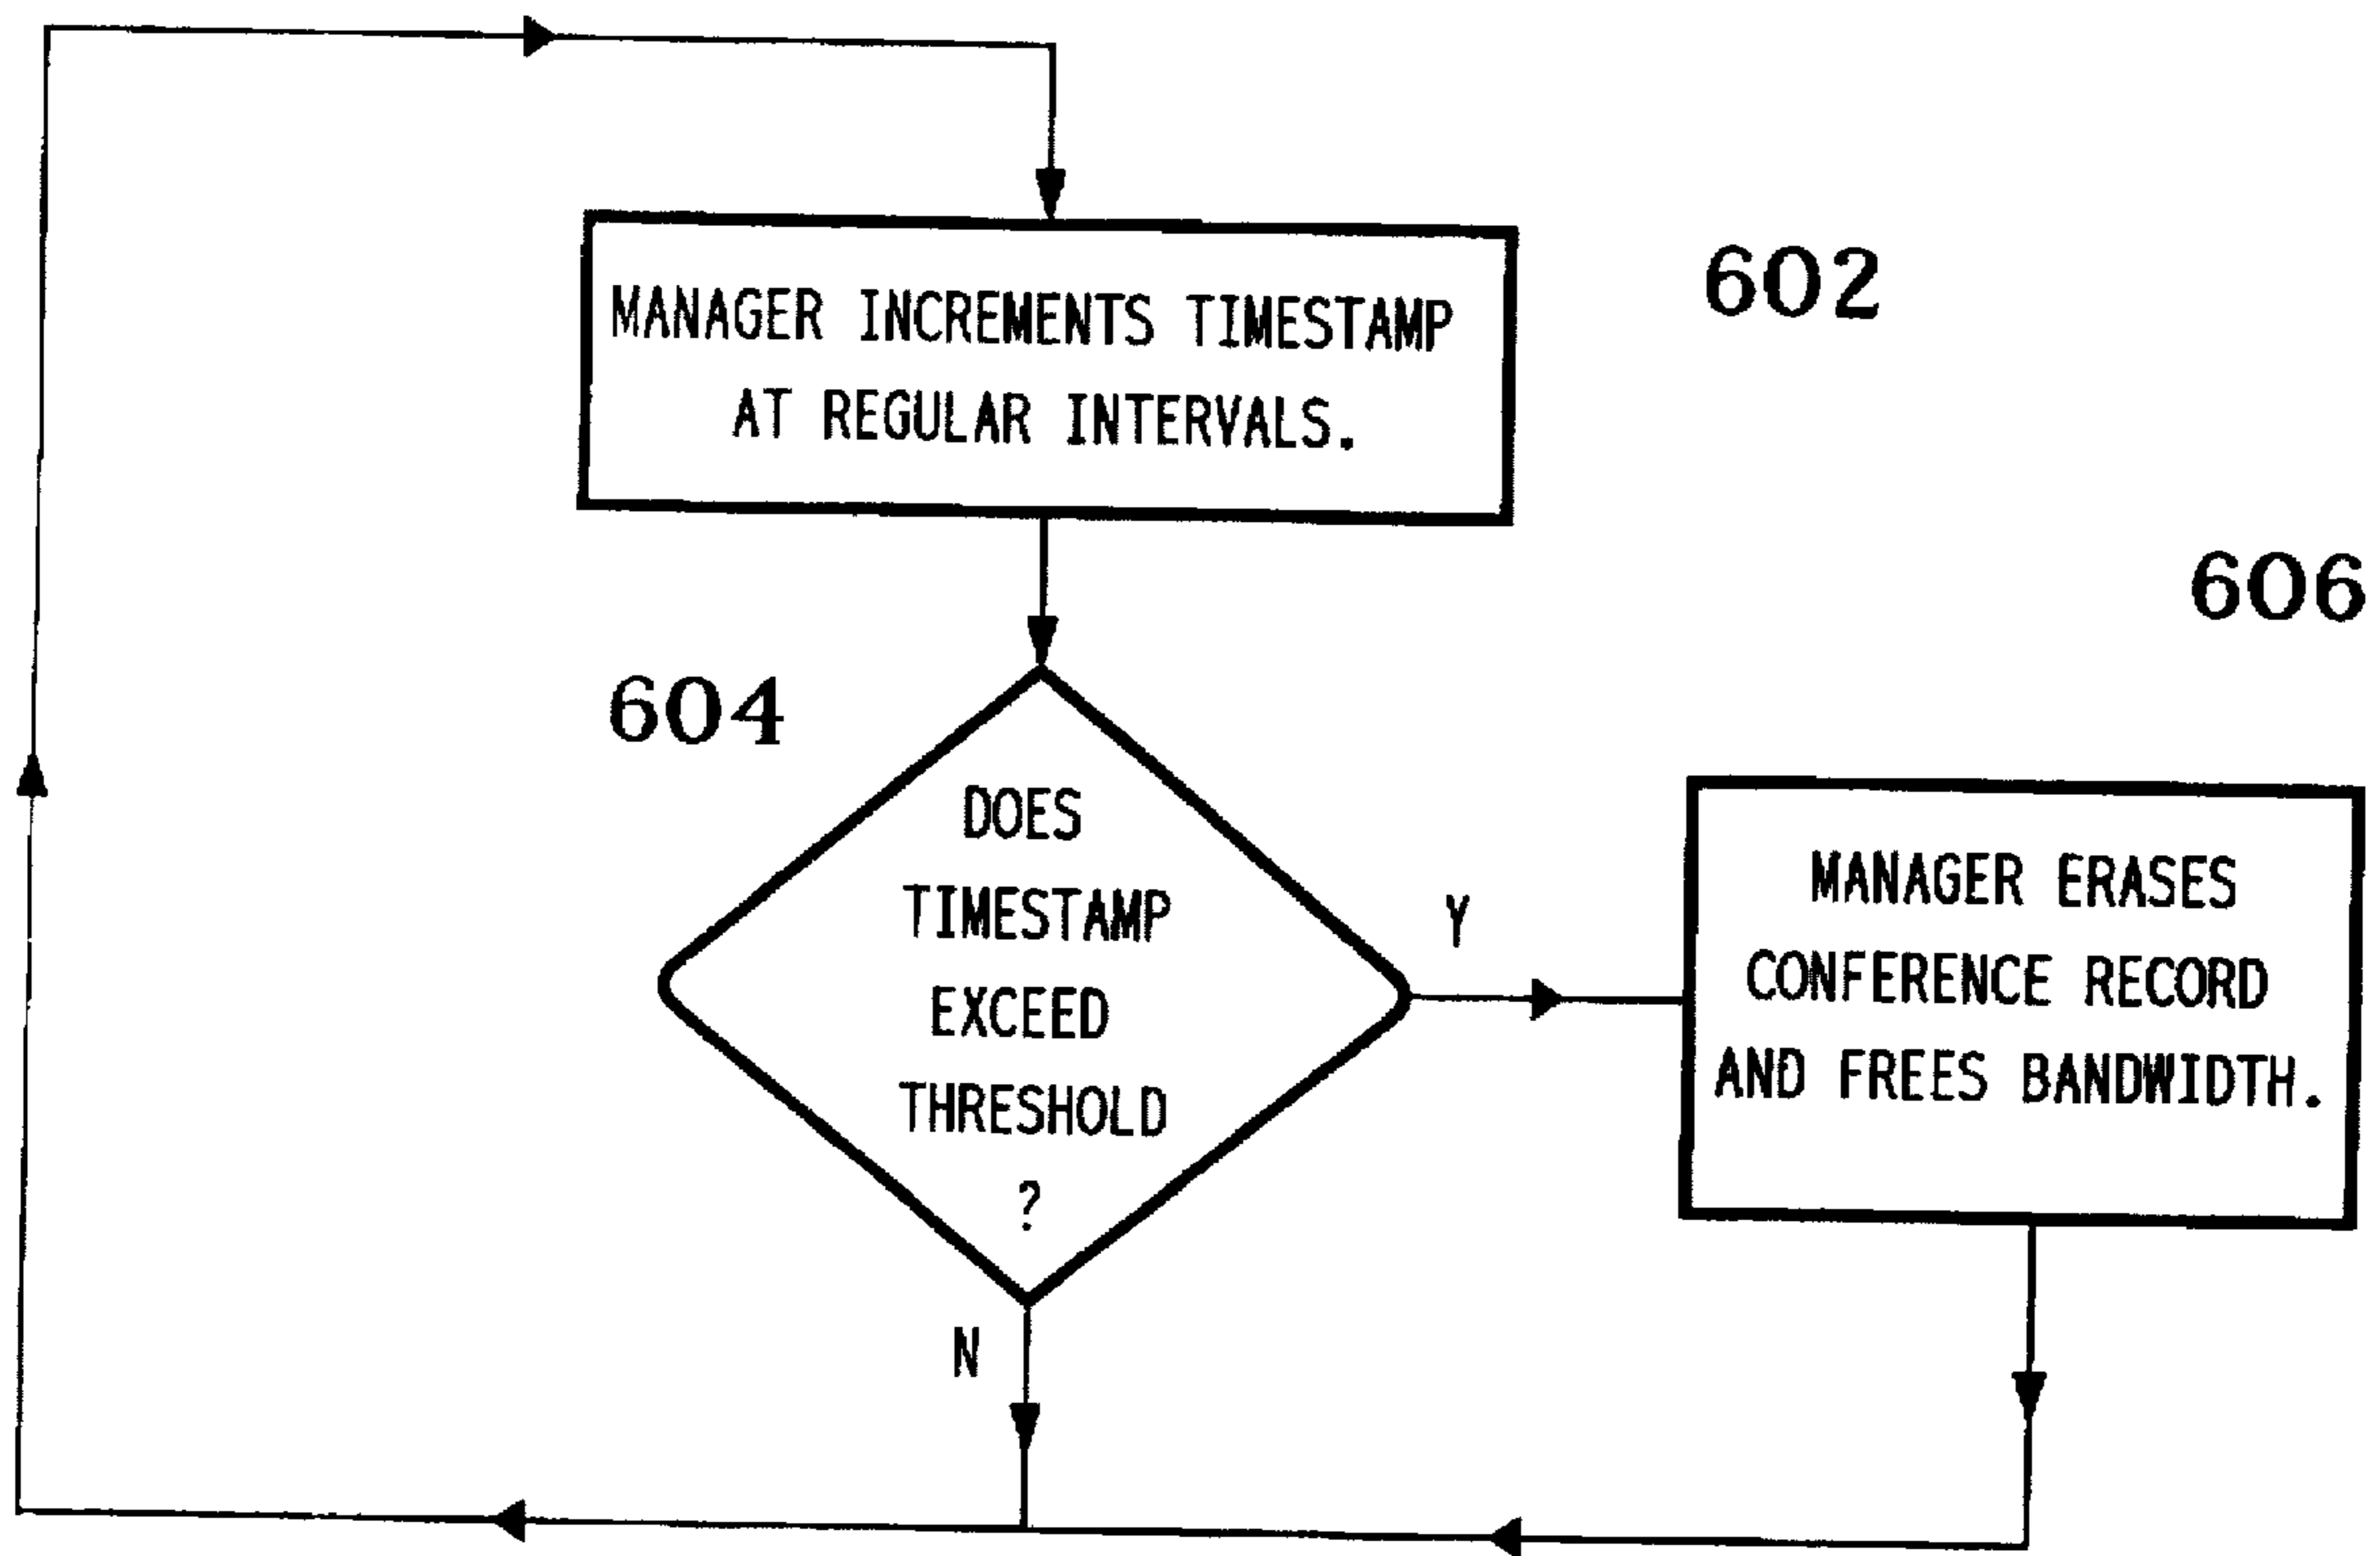 MANAGER INCREMENTS TIMESTAMP
AT REGULAR INTERVALS.
602
606
604
DOES
TIMESTAMP
EXCEED
THRESHOLD
?
Y
N
MANAGER ERASES
CONFERENCE RECORD
AND FREES BANDWIDTH.